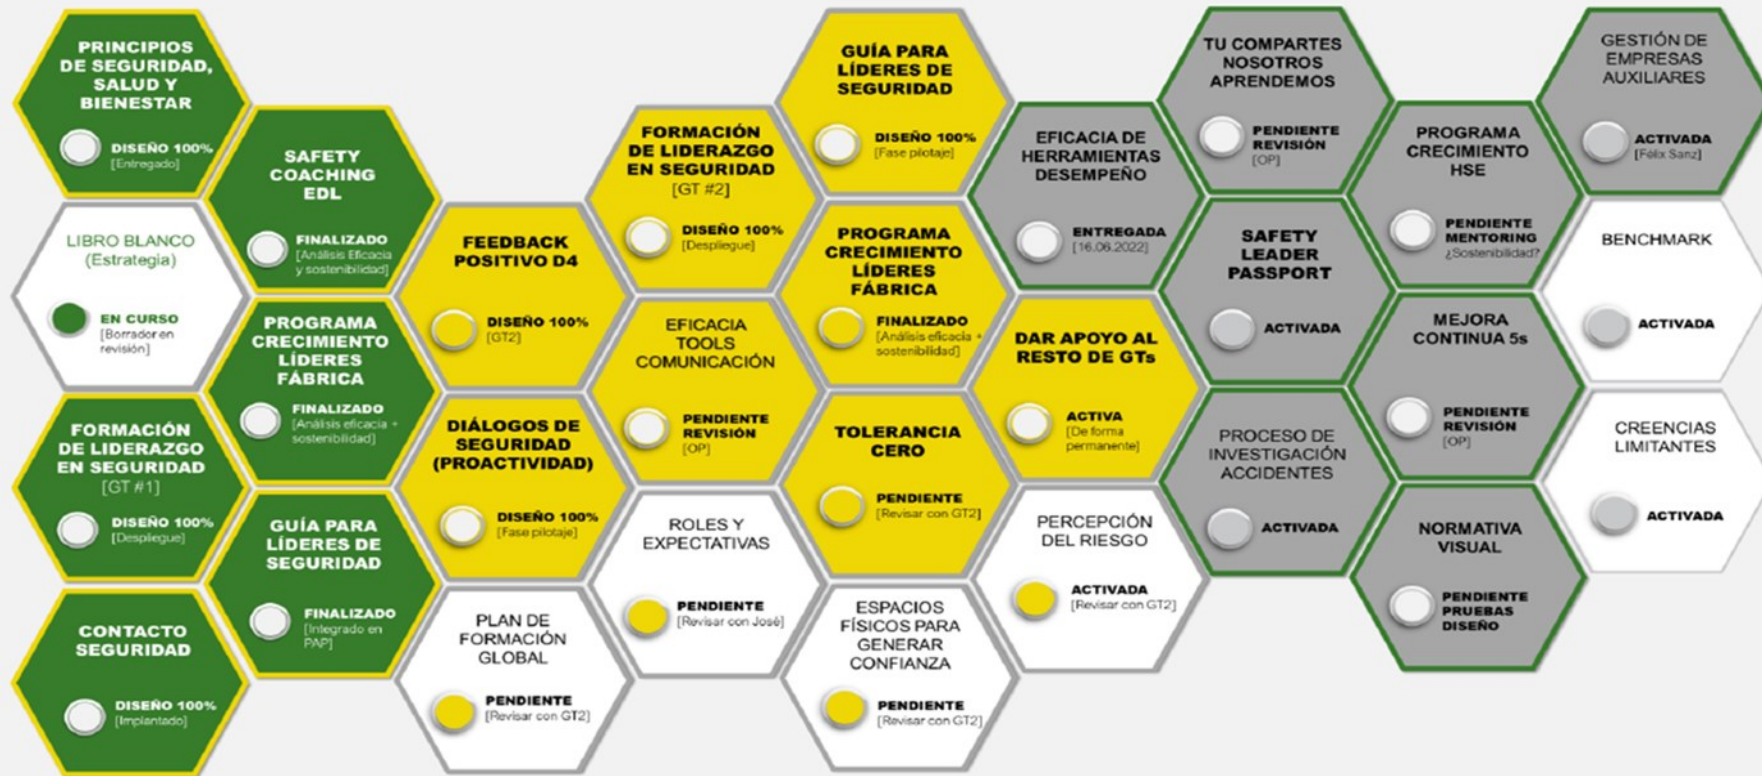 PRINCIPIOS
DE SEGURIDAD,
SALUD Y
BIENESTAR
DISEÑO 100%
[Entregado]
LIBRO BLANCO
(Estrategia)
EN CURSO
[Borrador en
revisión]
FORMACIÓN
DE LIDERAZGO
EN SEGURIDAD
[GT #1]
DISEÑO 100%
[Despliegue]
CONTACTO
SEGURIDAD
DISEÑO 100%
[Implantado]
SAFETY
COACHING
EDL
FINALIZADO
[Análisis Eficacia
y sostenibilidad]
PROGRAMA
CRECIMIENTO
LÍDERES
FÁBRICA
FINALIZADO
[Análisis eficacia +
sostenibilidad]
GUÍA PARA
LÍDERES DE
SEGURIDAD
FINALIZADO
[Integrado en
PAP]
FEEDBACK
POSITIVO D4
DISEÑO 100%
[GT2]
DIÁLOGOS DE
SEGURIDAD
(PROACTIVIDAD)
DISEÑO 100%
[Fase pilotaje]
PLAN DE
FORMACIÓN
GLOBAL
PENDIENTE
[Revisar con GT2]
FORMACIÓN
DE LIDERAZGO
EN SEGURIDAD
[GT #2]
DISEÑO 100%
[Despliegue]
EFICACIA
TOOLS
COMUNICACIÓN
PENDIENTE
REVISIÓN
[OP]
ROLES Y
EXPECTATIVAS
PENDIENTE
[Revisar con José]
GUÍA PARA
LÍDERES DE
SEGURIDAD
DISEÑO 100%
[Fase pilotaje]
PROGRAMA
CRECIMIENTO
LÍDERES
FÁBRICA
FINALIZADO
[Análisis eficacia +
sostenibilidad]
TOLERANCIA
CERO
PENDIENTE
[Revisar con GT2]
ESPACIOS
FÍSICOS PARA
GENERAR
CONFIANZA
PENDIENTE
[Revisar con GT2]
EFICACIA DE
HERRAMIENTAS
DESEMPEÑO
ENTREGADA
[16.06.2022]
DAR APOYO AL
RESTO DE GTs
ACTIVA
[De forma
permanente]
PERCEPCIÓN
DEL RIESGO
ACTIVADA
[Revisar con GT2]
TU COMPARTES
NOSOTROS
APRENDEMOS
PENDIENTE
REVISIÓN
[OP]
SAFETY
LEADER
PASSPORT
ACTIVADA
PROCESO DE
INVESTIGACIÓN
ACCIDENTES
ACTIVADA
PROGRAMA
CRECIMIENTO
HSE
PENDIENTE
MENTORING
¿Sostenibilidad?
MEJORA
CONTINUA 5s
PENDIENTE
REVISIÓN
[OP]
NORMATIVA
VISUAL
PENDIENTE
PRUEBAS
DISEÑO
GESTIÓN DE
EMPRESAS
AUXILIARES
ACTIVADA
[Félix Sanz]
BENCHMARK
ACTIVADA
CREENCIAS
LIMITANTES
ACTIVADA